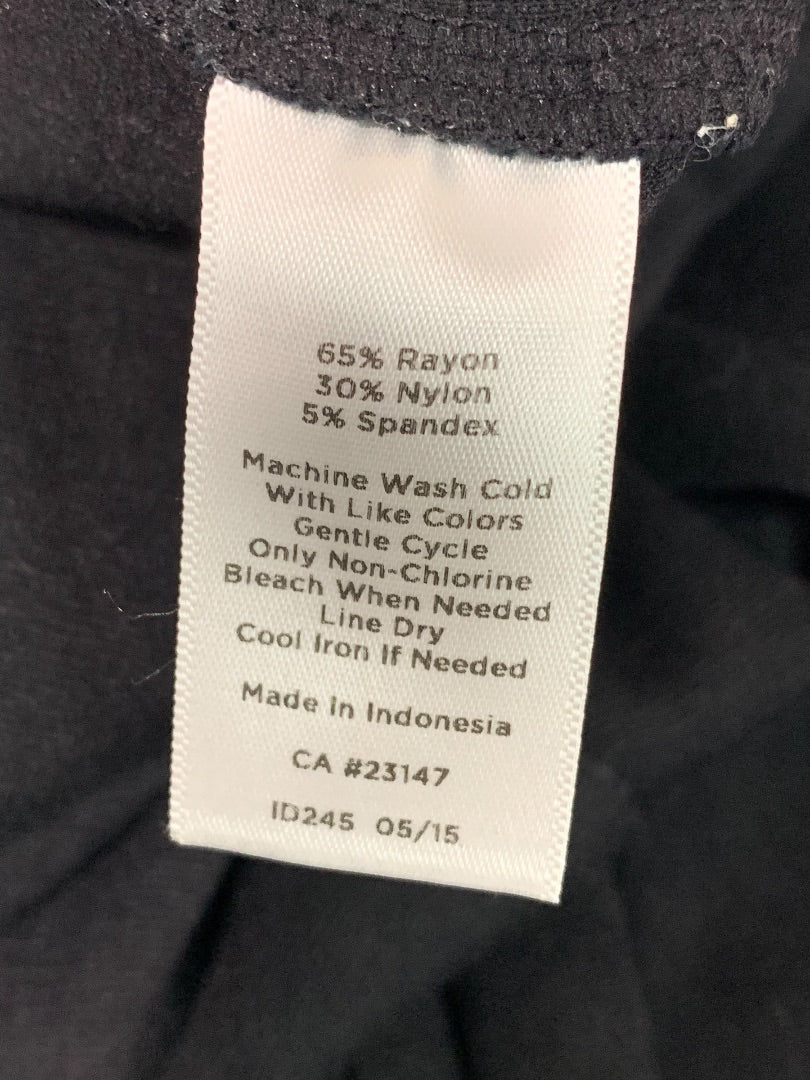 65% Rayon
30% Nylon
5% Spandex
Machine Wash Cold
With Like Colors
Gentle Cycle
Only Non-Chlorine
Bleach When Needed
Line Dry
Cool Iron If Needed
Made in Indonesia
CA #23147
ID245 05/15